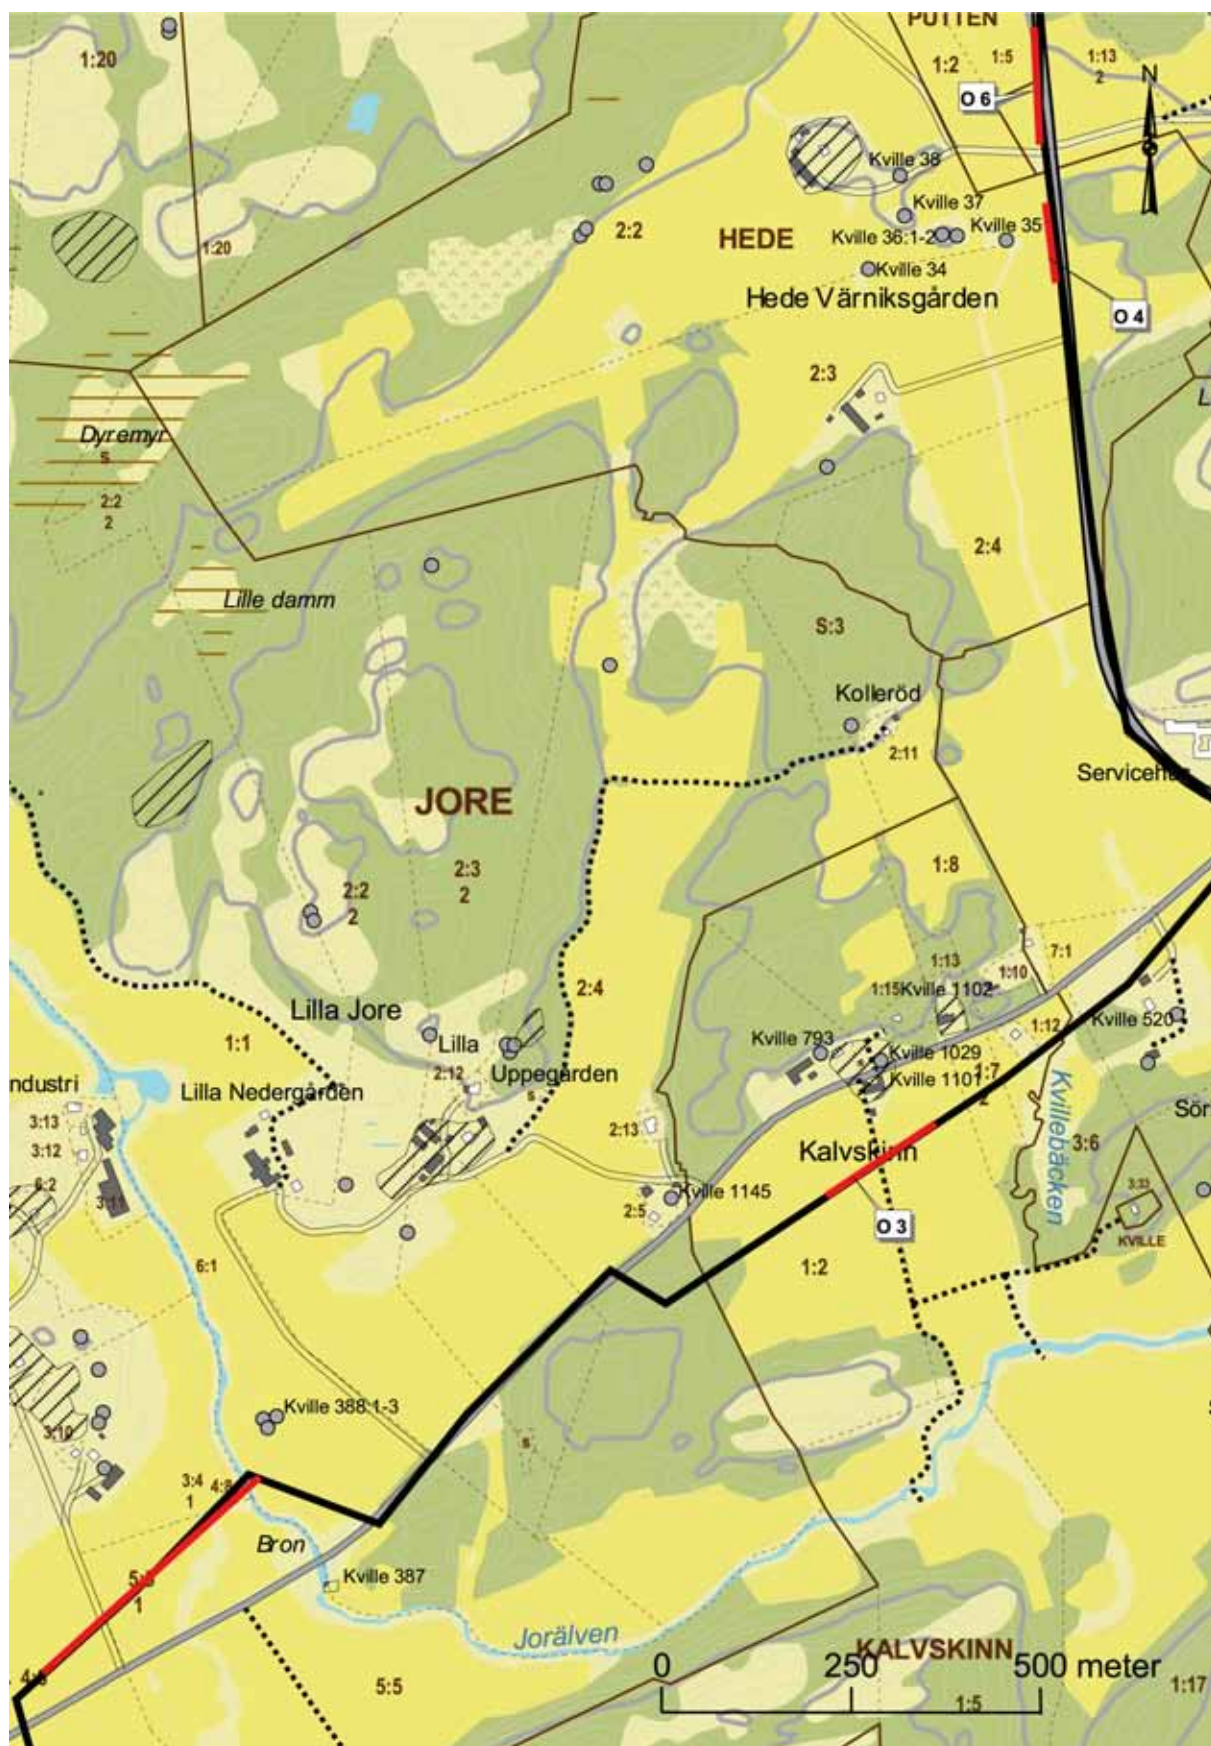 PUTTEN
1:20
1:2
1:5
1:13
2
N
O 6
Kville 38
Kville 37
2:2
HEDE
Kville 36:1-2
Kville 35
1:20
Kville 34
Hede Värniksgården
O 4
2:3
L
Dyremyr
s
2:2
2
2:4
Lille damm
S:3
Kolleröd
2:11
Servicehus
JORE
2:3
2
2:2
2
1:8
7:1
1:13
1:10
2:4
1:15
Kville 1102
Lilla Jore
1:1
Lilla
Uppegården
Kville 793
1:12
Kville 520
Kville 1029
ndustri
2:12
s
Kville 1101
1:7
2
Lilla Nedergården
3:13
3:12
2:13
Kalvskinn
Kvillebäcken
3:6
Sör
6:2
3:11
Kville 1145
2:5
3:33
O 3
KVILLE
6:1
1:2
Kville 388:1-3
3:10
s
3:4
1
4:8
Bron
5:3
1
Kville 387
Jorälven
4:8
KALVSKINN
0
250
500 meter
5:5
1:5
1:17